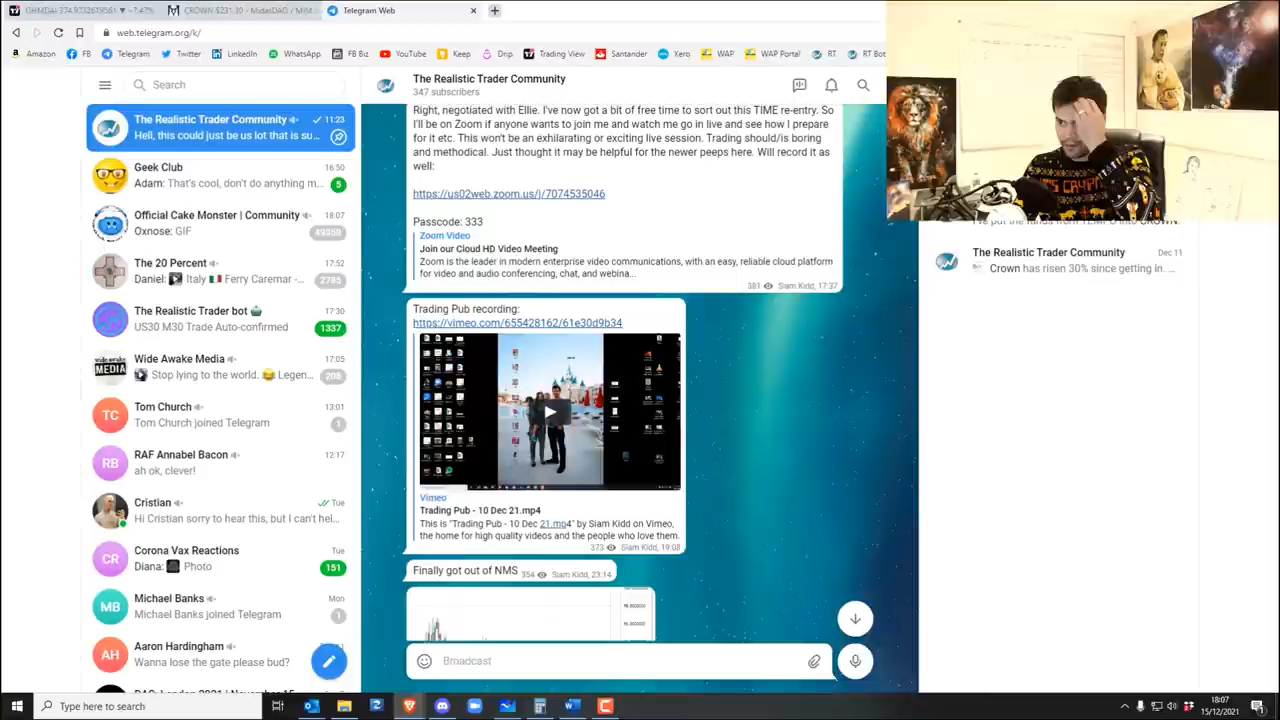 CROWN $231.30 - MidasDAO / MIM
Telegram Web
web.telegram.org/k/
Amazon
FB
Telegram
Twitter
LinkedIn
WhatsApp
FB Biz
YouTube
Keep
Dnp
Trading View
Santander
Xero
WAP
WAP Portal
RT
RT Bot
Search
The Realistic Trader Community
11:23
Hell, this could just be us lot that is su...
Geek Club
16:50
Adam: That's cool, don't do anything m...
5
Official Cake Monster | Community
18:07
Oxnose: GIF
49358
The 20 Percent
17:52
Daniel: Italy Ferry Caremar -...
2785
The Realistic Trader bot
17:30
US30 M30 Trade Auto-confirmed
1337
Wide Awake Media
17:05
Stop lying to the world. Legen...
208
WIDE AWAKE
MEDIA
Tom Church
13:01
Tom Church joined Telegram
1
TC
RAF Annabel Bacon
12:17
ah ok, clever!
RB
Cristian
Tue
Hi Cristian sorry to hear this, but I can't hel...
Corona Vax Reactions
Tue
Diana: Photo
151
CR
Michael Banks
Mon
Michael Banks joined Telegram
1
MB
Aaron Hardingham
Wanna lose the gate please bud?
AH
The Realistic Trader Community
347 subscribers
Right, negotiated with Ellie. I've now got a bit of free time to sort out this TIME re-entry. So
I'll be on Zoom if anyone wants to join me and watch me go in live and see how I prepare
for it etc. This won't be an exhilarating or exciting live session. Trading should/is boring
and methodical. Just thought it may be helpful for the newer peeps here. Will record it as
well:
https://us02web.zoom.us/j/7074535046
Passcode: 333
Zoom Video
Join our Cloud HD Video Meeting
Zoom is the leader in modern enterprise video communications, with an easy, reliable cloud platform
for video and audio conferencing, chat, and webina...
381 Siam Kidd, 17:37
Trading Pub recording:
https://vimeo.com/655428162/61e30d9b34
Vimeo
Trading Pub - 10 Dec 21.mp4
This is "Trading Pub - 10 Dec 21.mp4" by Siam Kidd on Vimeo,
the home for high quality videos and the people who love them.
373 Siam Kidd, 19:08
Finally got out of NMS
354 Siam Kidd, 23:14
Broadcast
The Realistic Trader Community
Dec 11
Crown has risen 30% since getting in. ...
Type here to search
18:07
15/12/2021